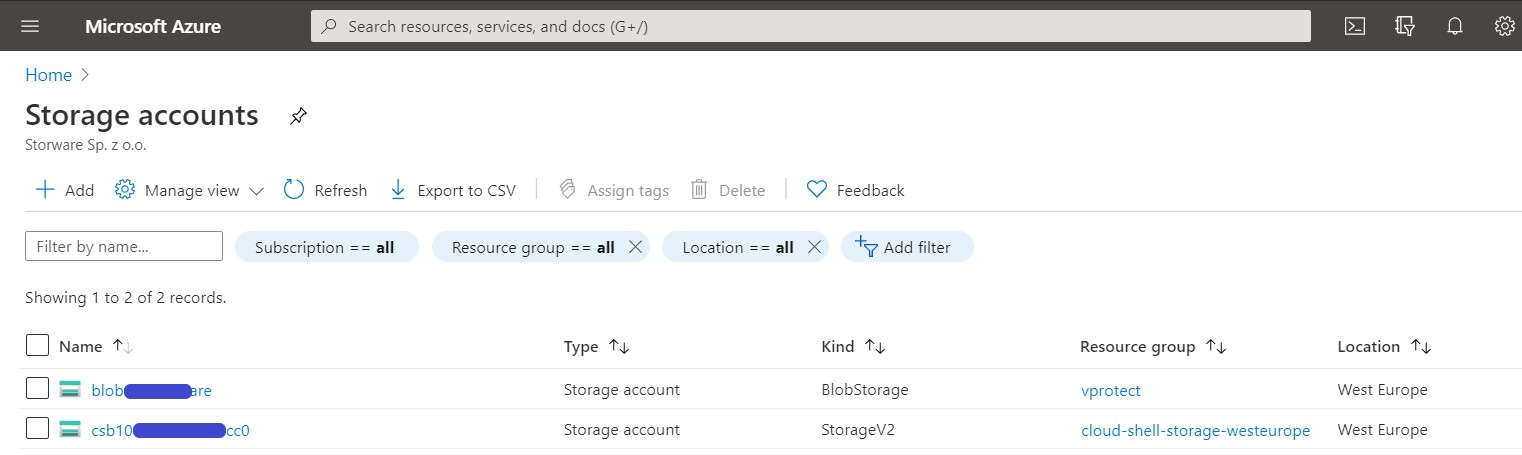 Microsoft Azure Search resources, services, and docs (G+/)
Home
Storage accounts
Storware Sp. z o.o.
Add Manage view Refresh Export to CSV Assign tags Delete Feedback
Filter by name... Subscription == all Resource group == all Location == all Add filter
Showing 1 to 2 of 2 records.
Name Type Kind Resource group Location
blob are Storage account BlobStorage vprotect West Europe
csb10 cc0 Storage account StorageV2 cloud-shell-storage-westeurope West Europe